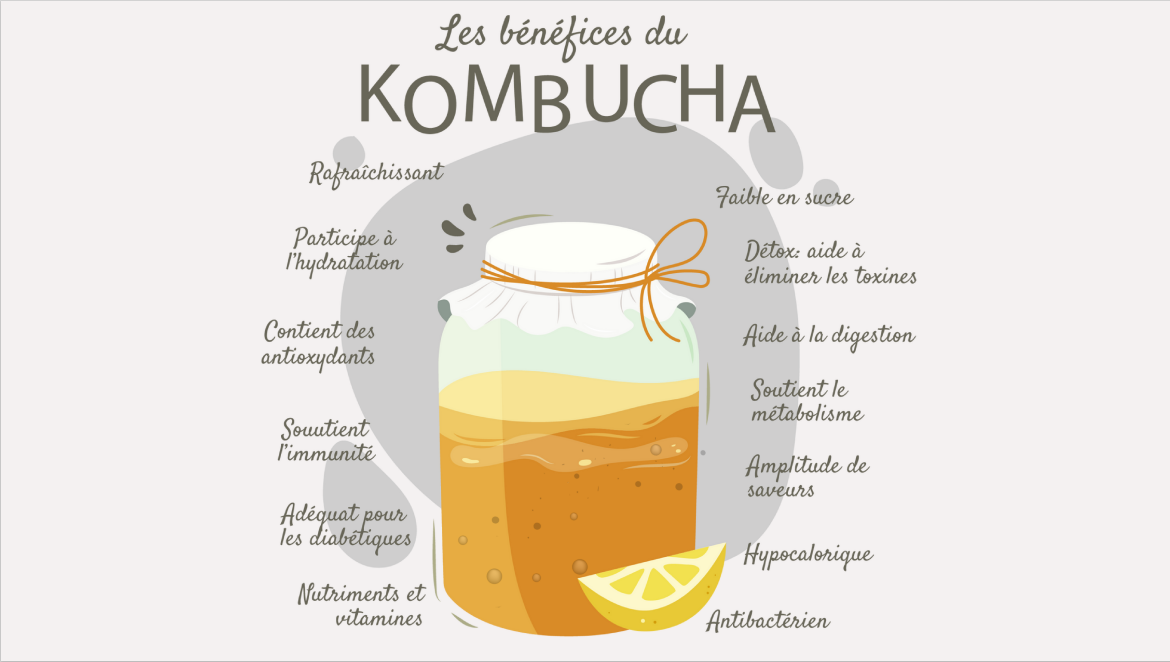 Les bénéfices du
KOMBUCHA
Rafraîchissant
Participe à
l'hydratation
Contient des
antioxydants
Souutient
l'immunité
Adéquat pour
les diabétiques
Nutriments et
vitamines
Faible en sucre
Détox: aide à
éliminer les toxines
Aide à la digestion
Soutient le
métabolisme
Amplitude de
saveurs
Hypocalorique
Antibactérien